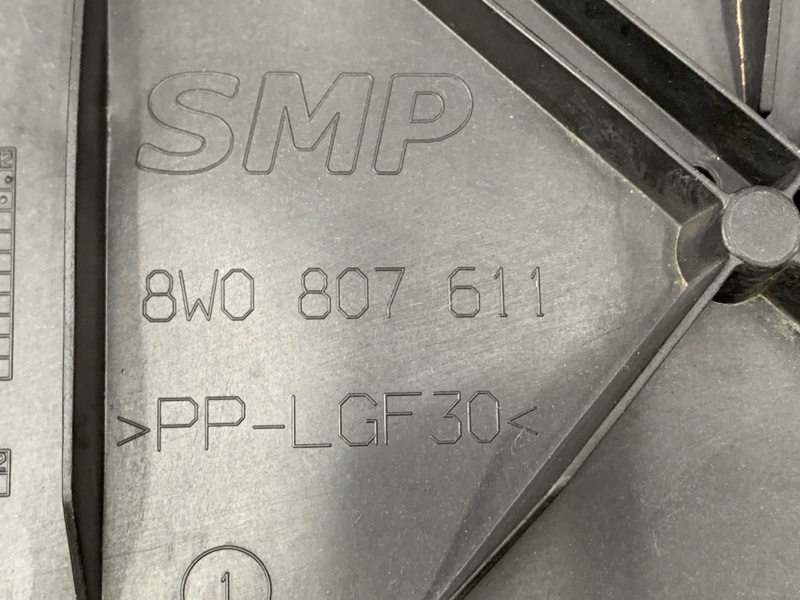 SMP
8W0 807 611
>PP-LGF30<
1